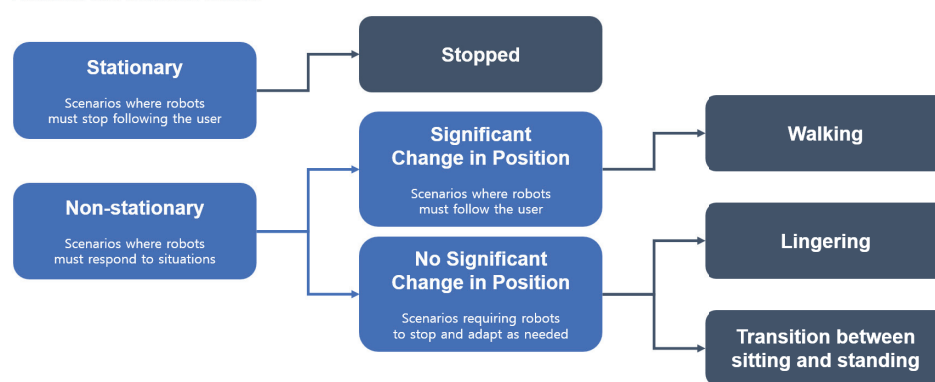 Stationary
Scenarios where robots
must stop following the user
Stopped
Significant
Change in Position
Scenarios where robots
must follow the user
Walking
Non-stationary
Scenarios where robots
must respond to situations
No Significant
Change in Position
Scenarios requiring robots
to stop and adapt as needed
Lingering
Transition between
sitting and standing